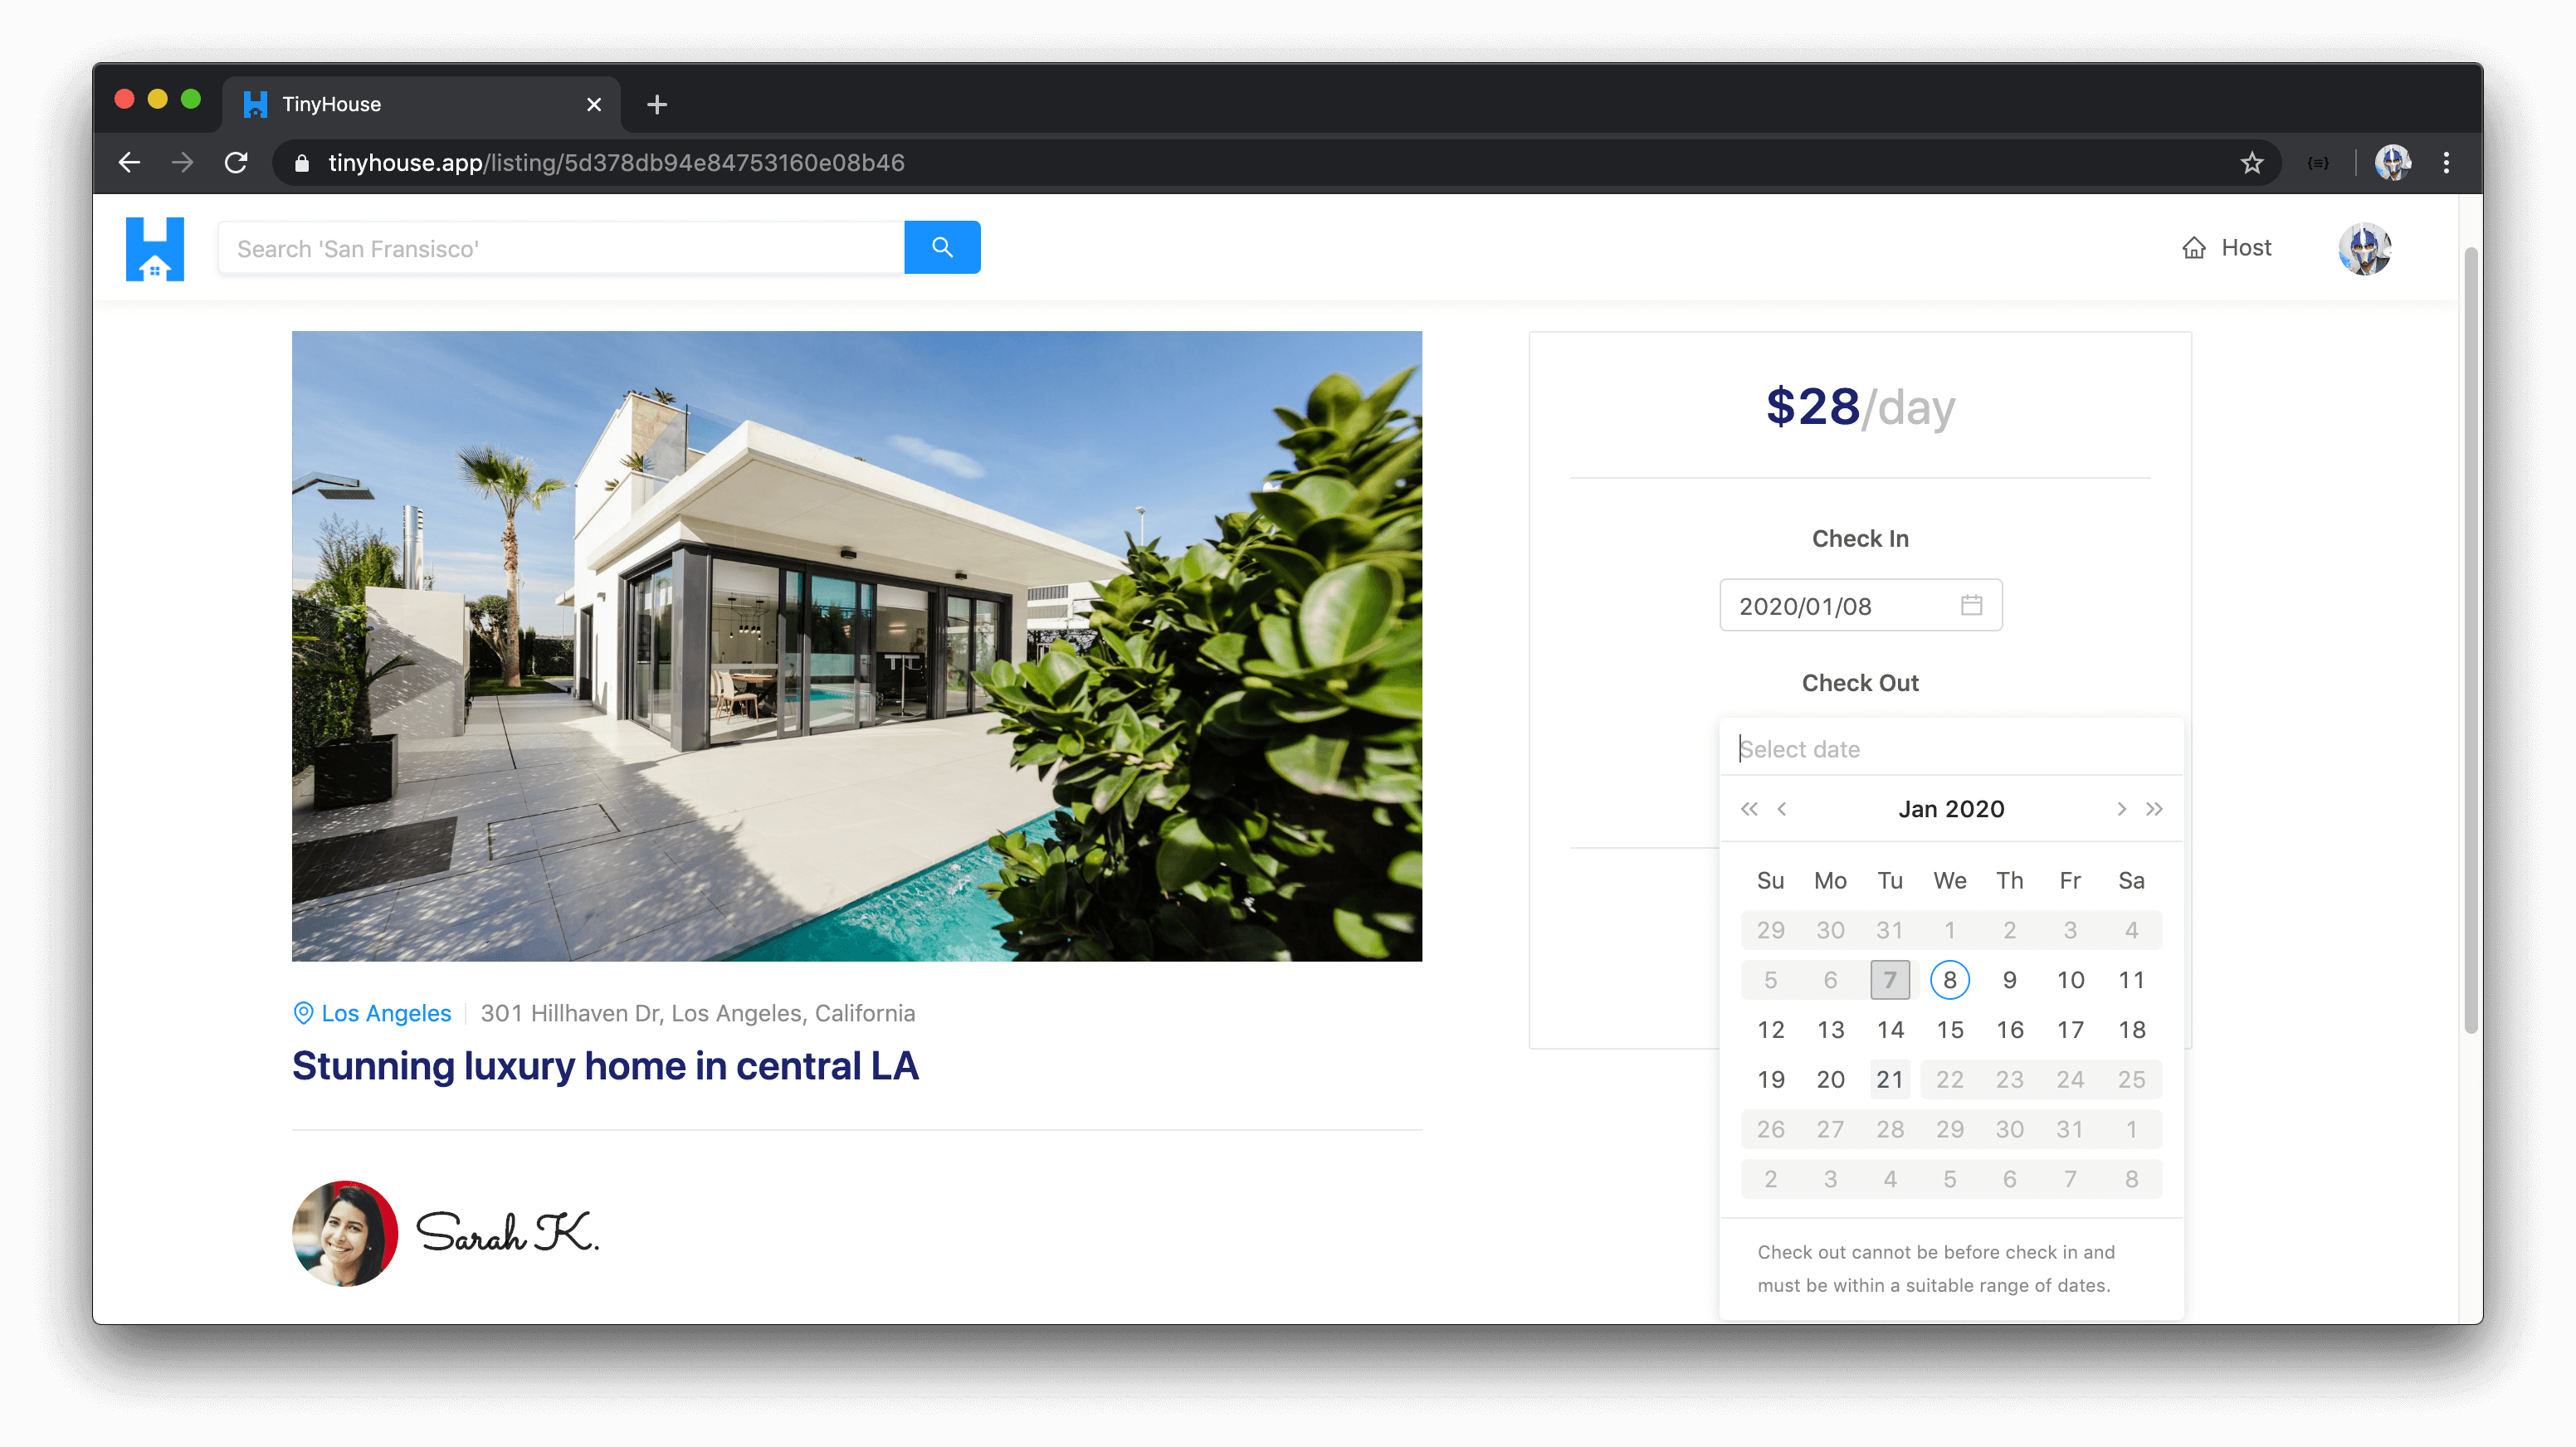 TinyHouse
tinyhouse.app/listing/5d378db94e84753160e08b46
Search 'San Fransisco'
Host
$28/day
Check In
2020/01/08
Check Out
Select date
Jan 2020
Su Mo Tu We Th Fr Sa
29 30 31 1 2 3 4
5 6 7 8 9 10 11
12 13 14 15 16 17 18
19 20 21 22 23 24 25
26 27 28 29 30 31 1
2 3 4 5 6 7 8
Check out cannot be before check in and
must be within a suitable range of dates.
Los Angeles 301 Hillhaven Dr, Los Angeles, California
Stunning luxury home in central LA
Sarah K.